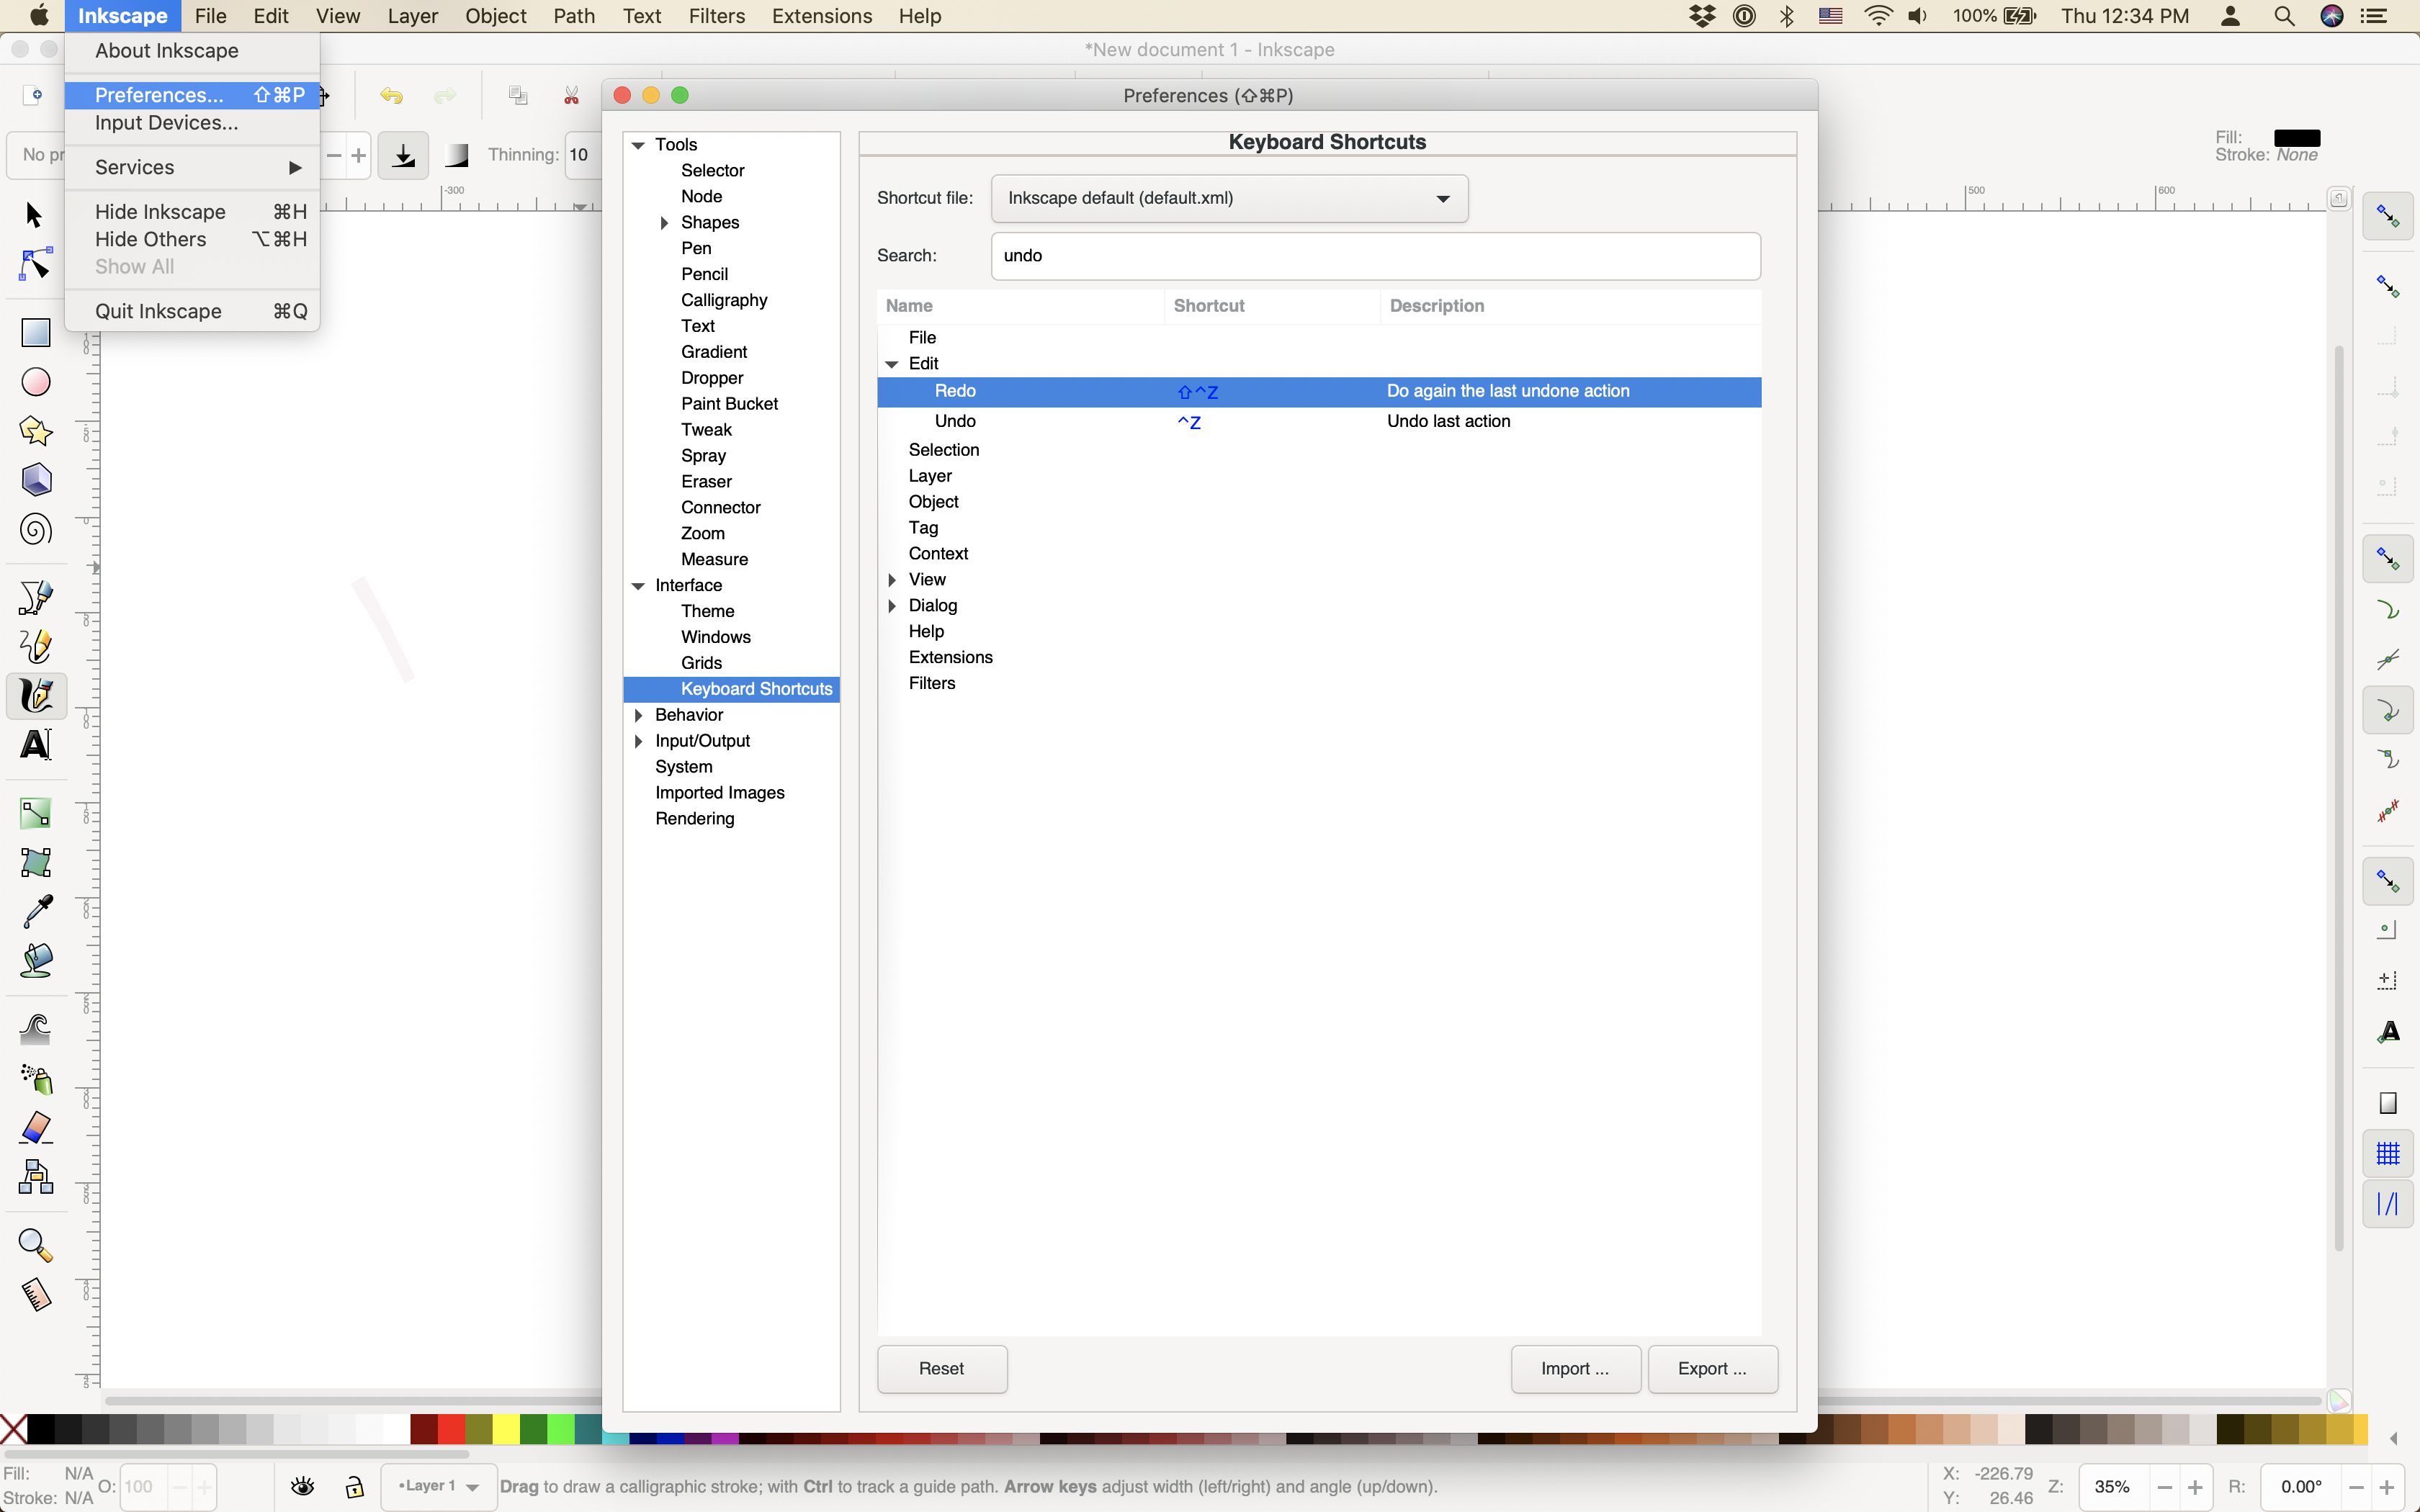 Inkscape File Edit View Layer Object Path Text Filters Extensions Help 100% Thu 12:34 PM
*New document 1 - Inkscape
About Inkscape
Preferences... ⇧⌘P
Input Devices...
Services ▶
Hide Inkscape ⌘H
Hide Others ⌥⌘H
Show All
Quit Inkscape ⌘Q
No pr
Thinning: 10
Fill:
Stroke: None
-300
500
600
Preferences (⇧⌘P)
Tools
Selector
Node
Shapes
Pen
Pencil
Calligraphy
Text
Gradient
Dropper
Paint Bucket
Tweak
Spray
Eraser
Connector
Zoom
Measure
Interface
Theme
Windows
Grids
Keyboard Shortcuts
Behavior
Input/Output
System
Imported Images
Rendering
Keyboard Shortcuts
Shortcut file: Inkscape default (default.xml)
Search: undo
Name Shortcut Description
File
Edit
Redo ⇧^Z Do again the last undone action
Undo ^Z Undo last action
Selection
Layer
Object
Tag
Context
View
Dialog
Help
Extensions
Filters
Reset Import ... Export ...
Fill: N/A
Stroke: N/A
O: 100
•Layer 1
Drag to draw a calligraphic stroke; with Ctrl to track a guide path. Arrow keys adjust width (left/right) and angle (up/down).
X: -226.79
Y: 26.46
Z: 35%
R: 0.00°